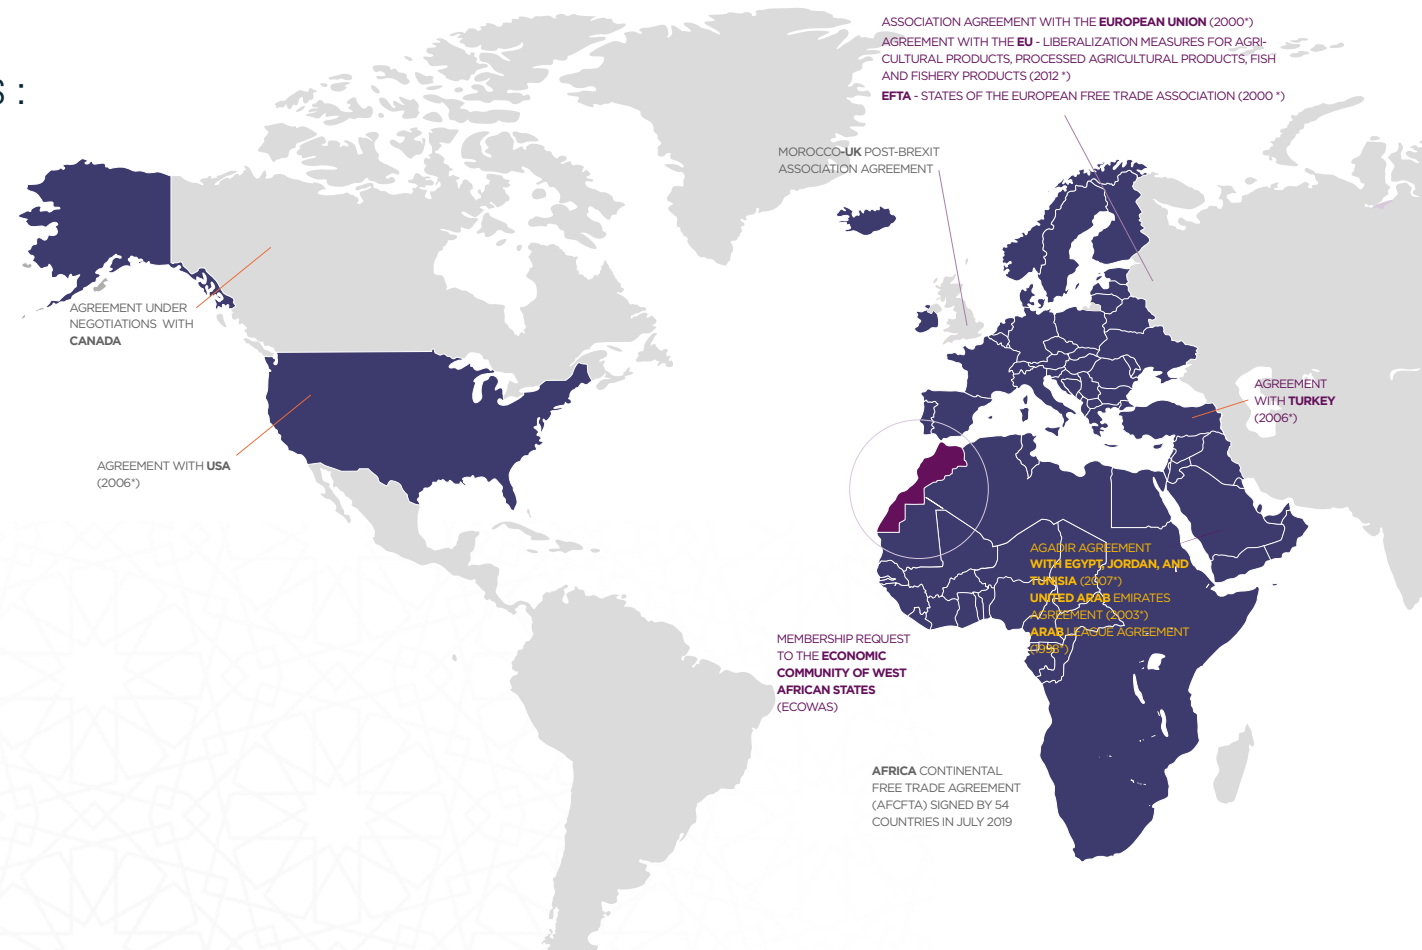 S :
ASSOCIATION AGREEMENT WITH THE EUROPEAN UNION (2000*)
AGREEMENT WITH THE EU - LIBERALIZATION MEASURES FOR AGRI-
CULTURAL PRODUCTS, PROCESSED AGRICULTURAL PRODUCTS, FISH
AND FISHERY PRODUCTS (2012 *)
EFTA - STATES OF THE EUROPEAN FREE TRADE ASSOCIATION (2000 *)
MOROCCO-UK POST-BREXIT
ASSOCIATION AGREEMENT
AGREEMENT UNDER
NEGOTIATIONS WITH
CANADA
AGREEMENT
WITH TURKEY
(2006*)
AGREEMENT WITH USA
(2006*)
AGADIR AGREEMENT
WITH EGYPT, JORDAN, AND
TUNISIA (2007*)
UNITED ARAB EMIRATES
AGREEMENT (2003*)
ARAB LEAGUE AGREEMENT
(1998*)
MEMBERSHIP REQUEST
TO THE ECONOMIC
COMMUNITY OF WEST
AFRICAN STATES
(ECOWAS)
AFRICA CONTINENTAL
FREE TRADE AGREEMENT
(AFCFTA) SIGNED BY 54
COUNTRIES IN JULY 2019